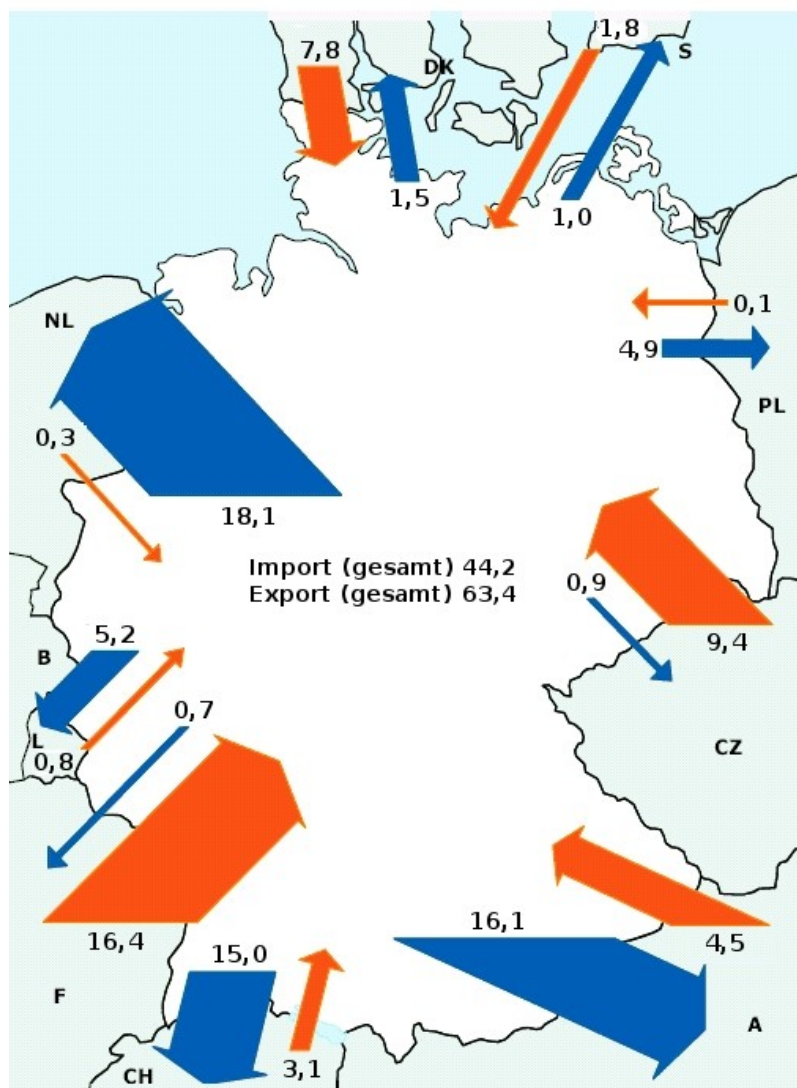 1,8
7,8
DK
S
1,5
1,0
NL
0,1
4,9
PL
0,3
18,1
Import (gesamt) 44,2
Export (gesamt) 63,4
0,9
9,4
5,2
B
0,7
L
0,8
CZ
16,4
15,0
16,1
4,5
F
3,1
CH
A